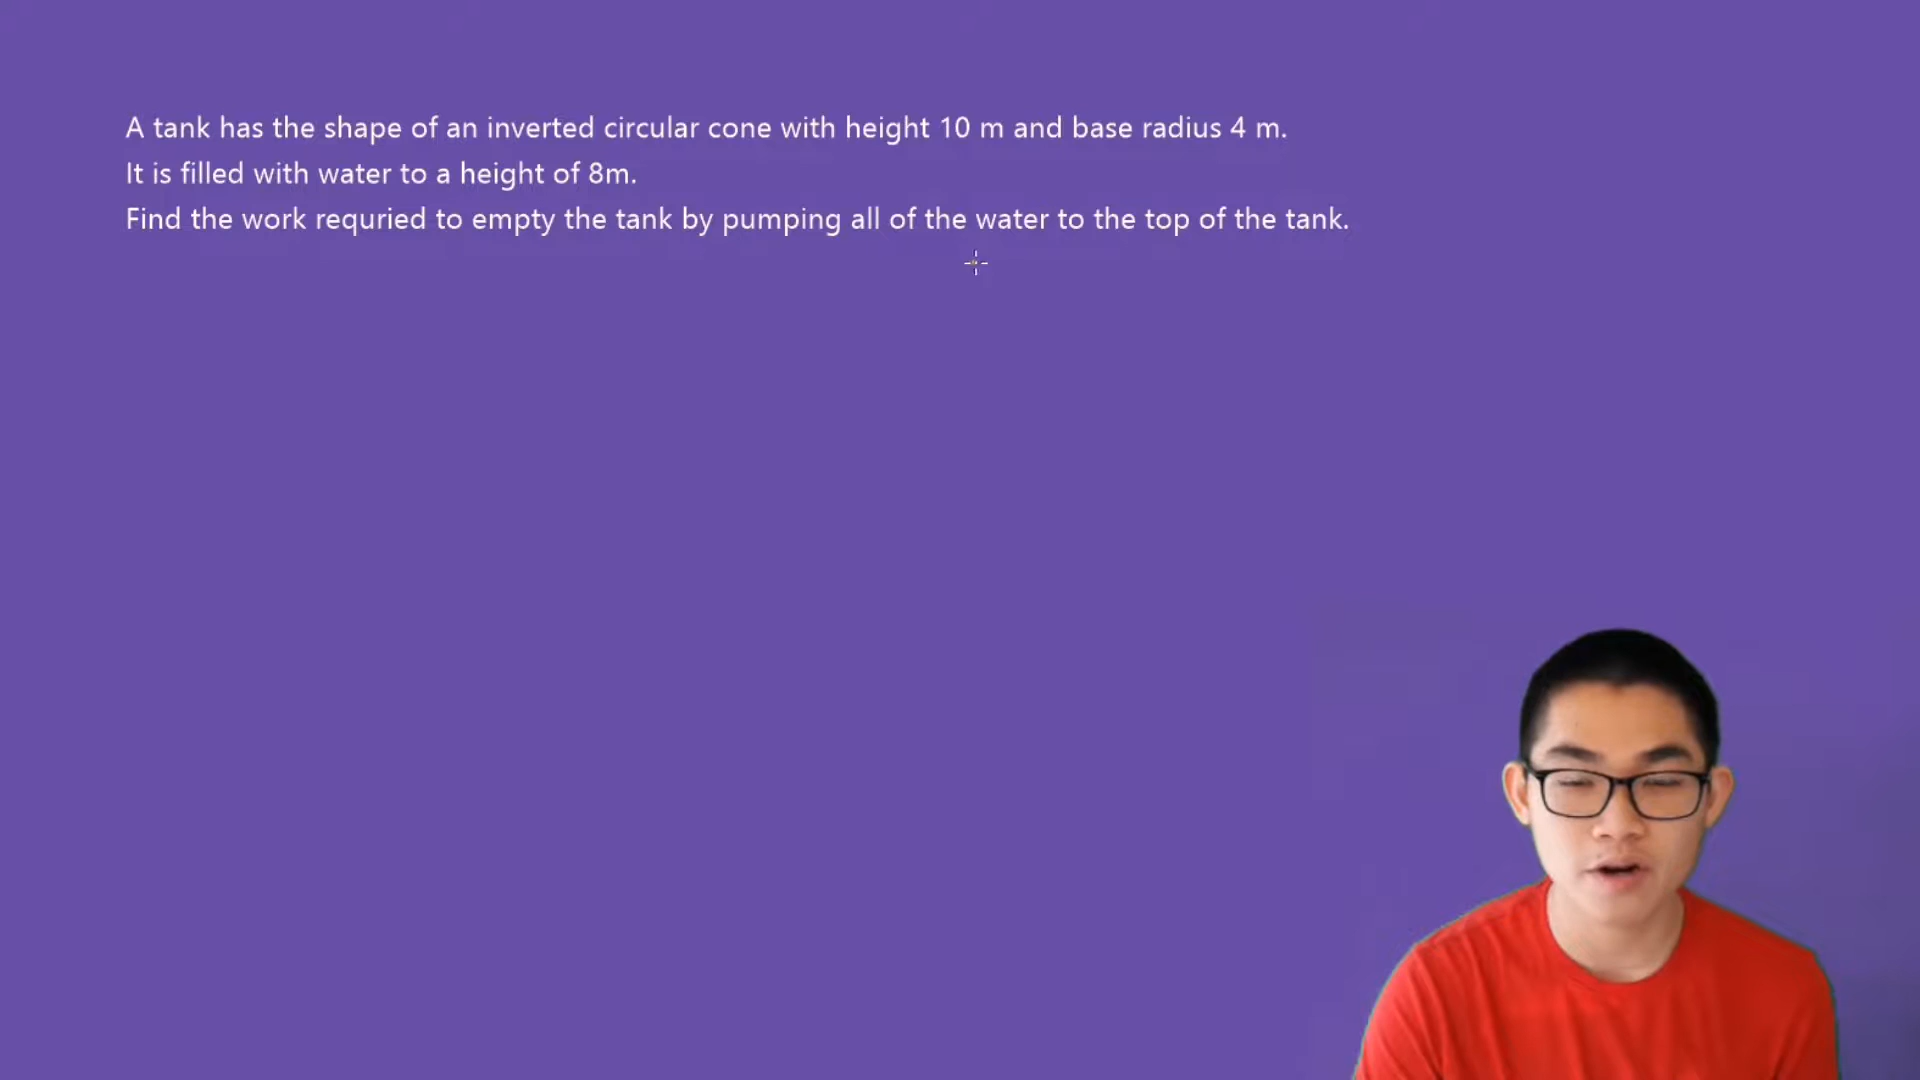 A tank has the shape of an inverted circular cone with height 10 m and base radius 4 m.
It is filled with water to a height of 8m.
Find the work requried to empty the tank by pumping all of the water to the top of the tank.